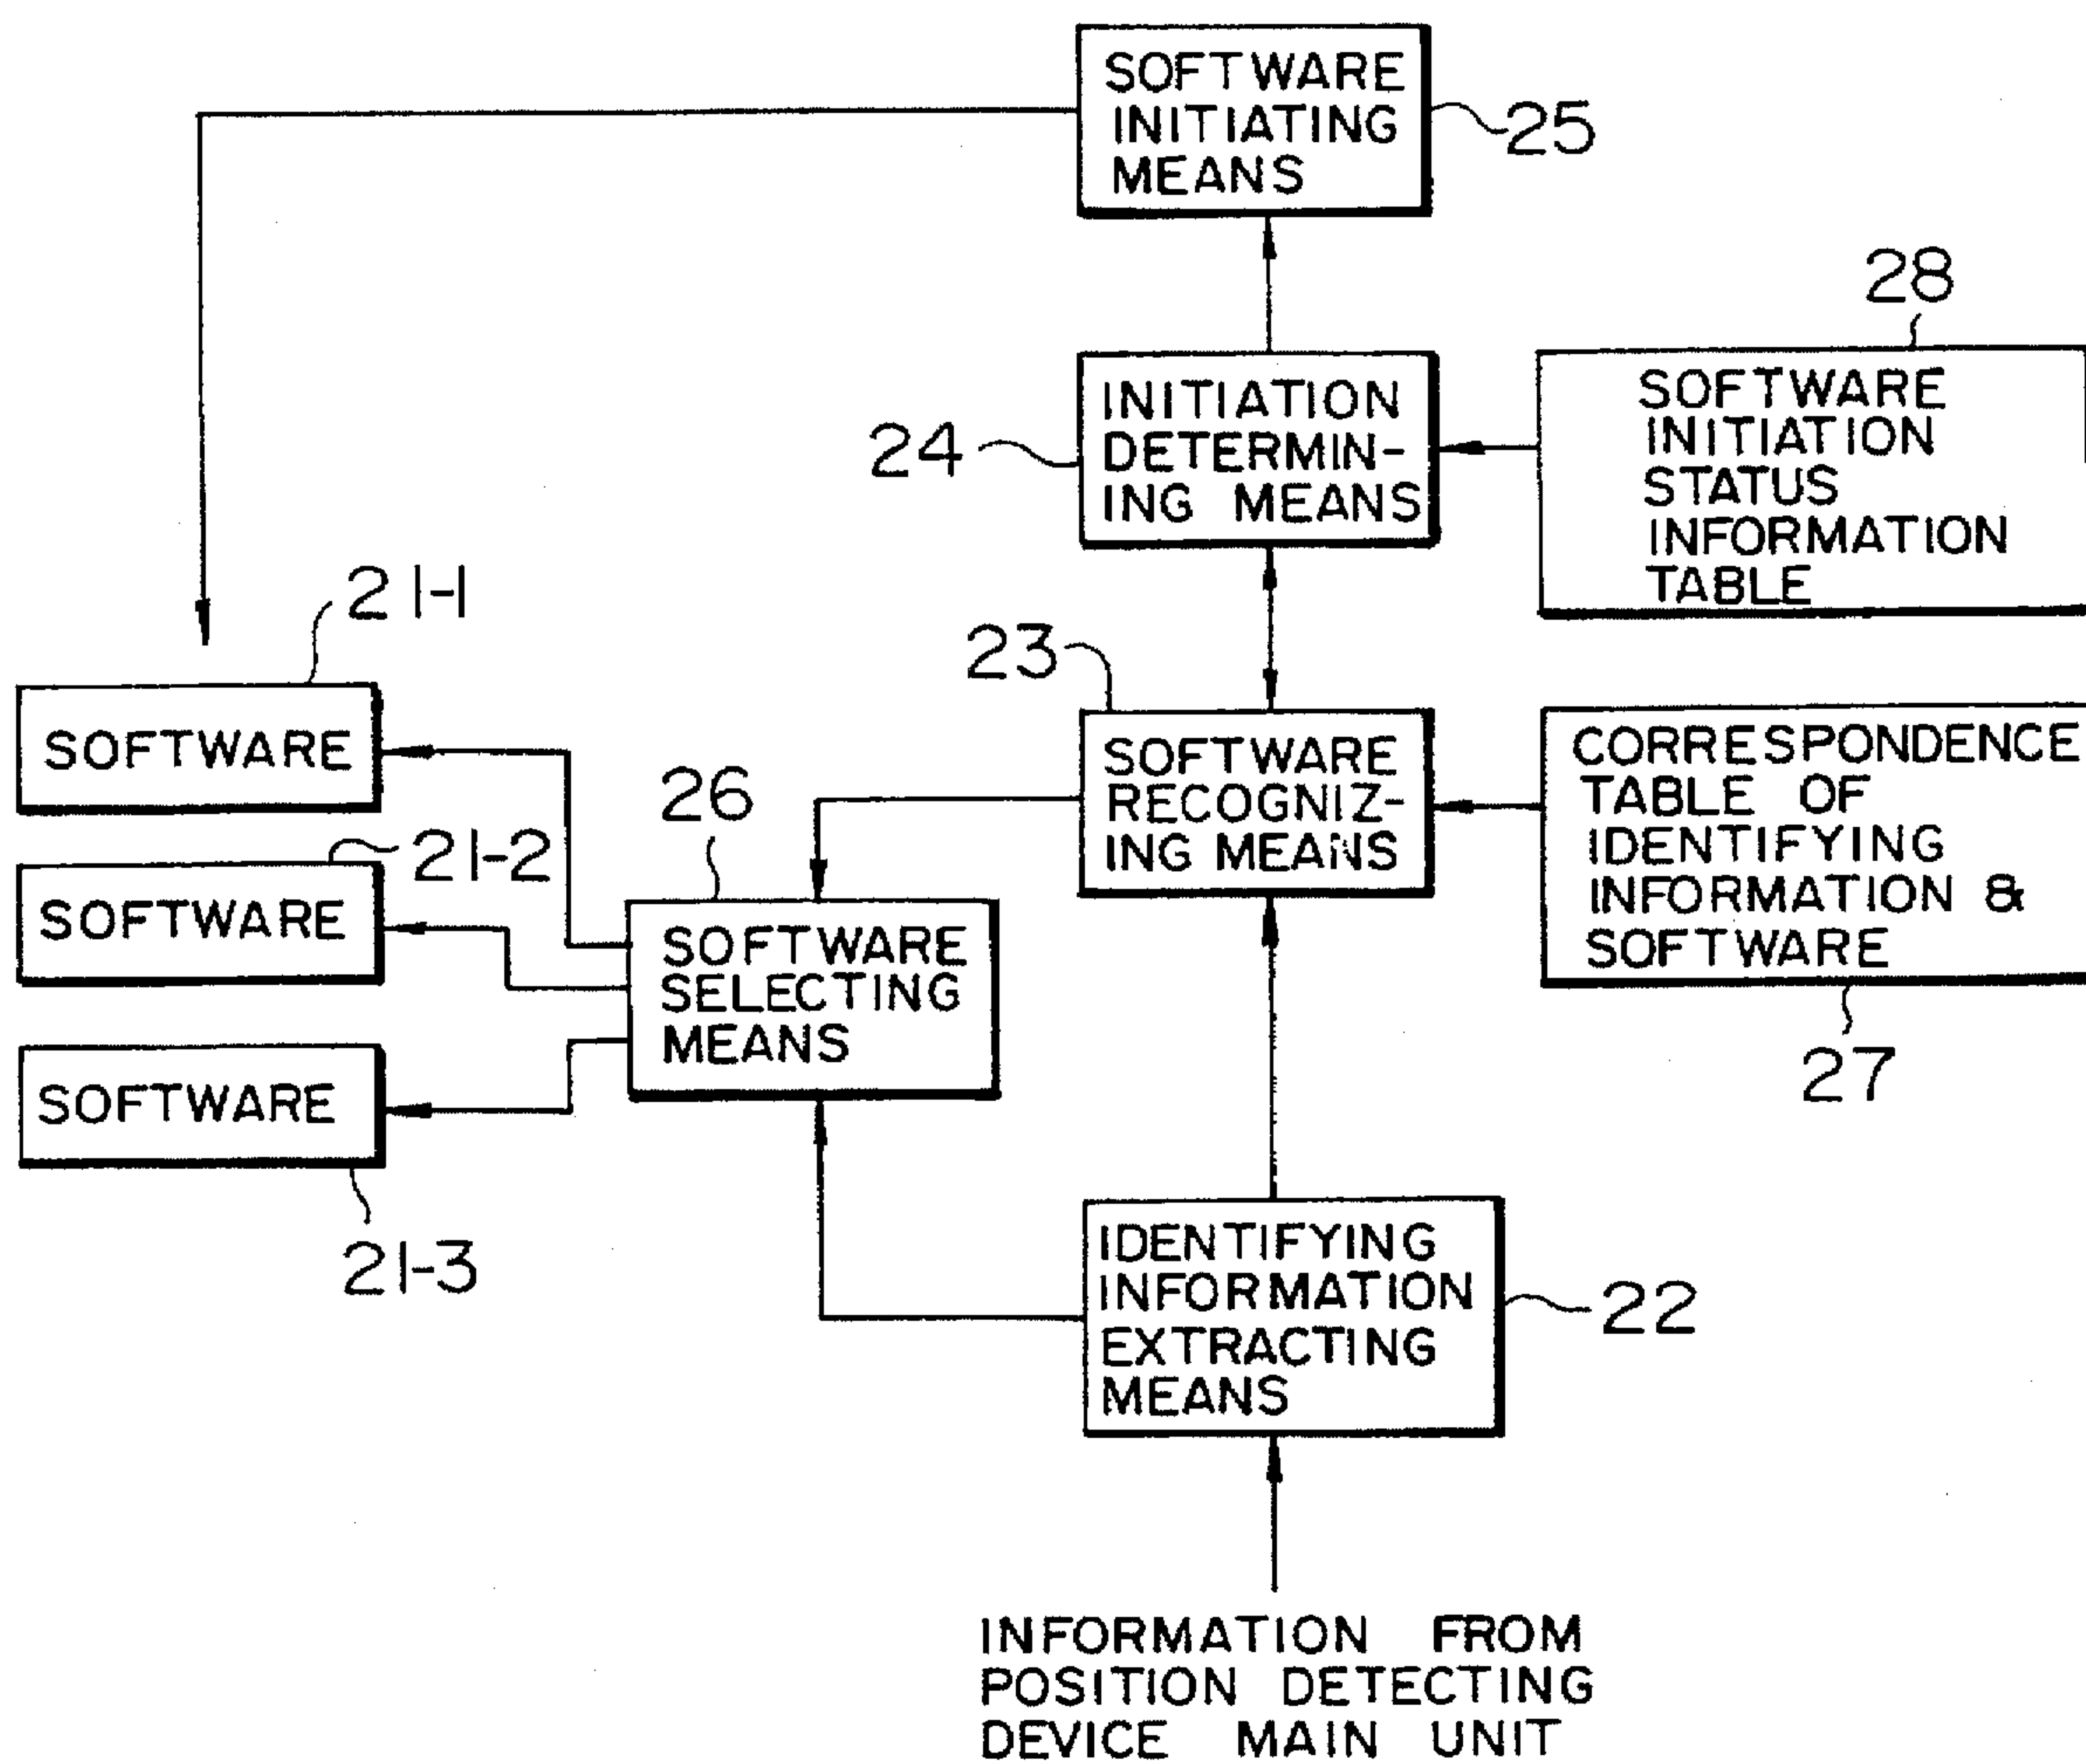 SOFTWARE
INITIATING
MEANS
25
28
INITIATION
DETERMIN-
ING MEANS
24
SOFTWARE
INITIATION
STATUS
INFORMATION
TABLE
21-1
23
SOFTWARE
SOFTWARE
RECOGNIZ-
ING MEANS
CORRESPONDENCE
TABLE OF
IDENTIFYING
INFORMATION &
SOFTWARE
27
26
21-2
SOFTWARE
SOFTWARE
SELECTING
MEANS
SOFTWARE
21-3
IDENTIFYING
INFORMATION
EXTRACTING
MEANS
22
INFORMATION FROM
POSITION DETECTING
DEVICE MAIN UNIT